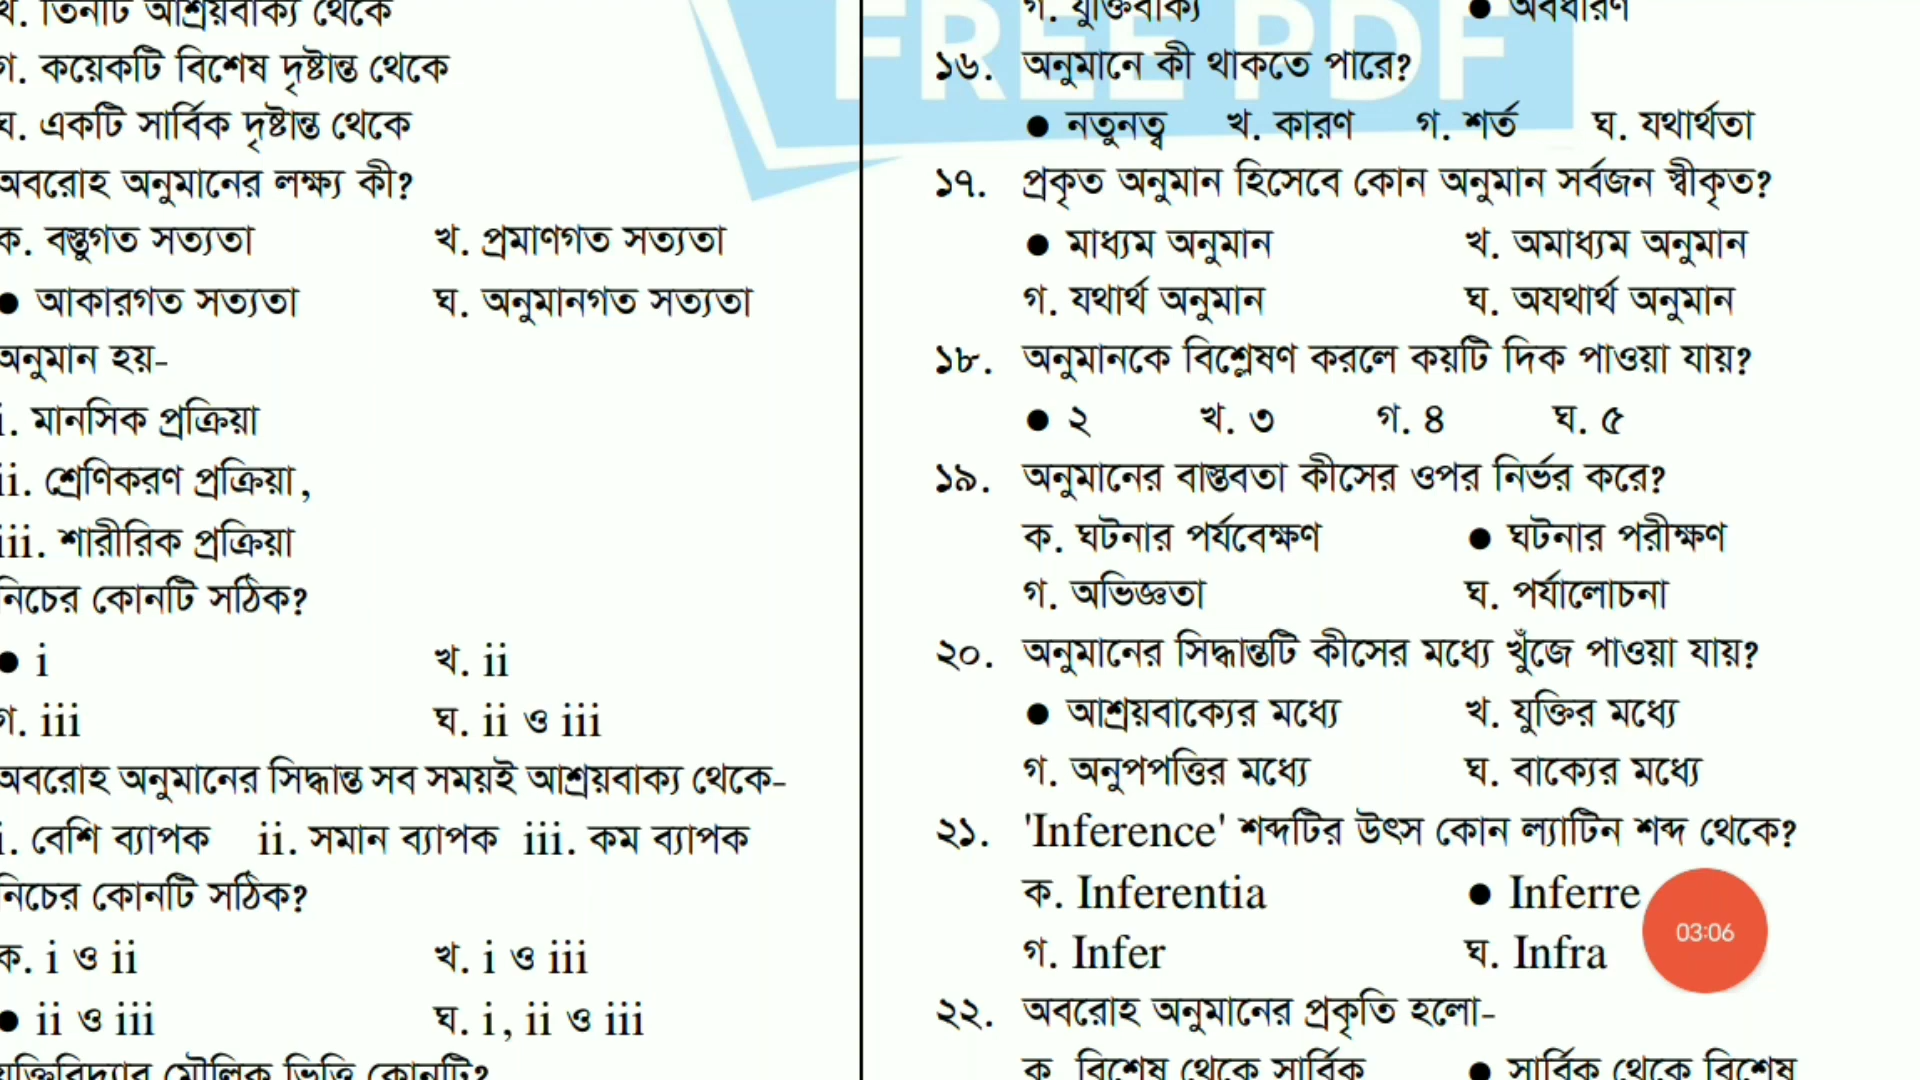 খ. তিনটি আশ্রয়বাক্য থেকে
গ. কয়েকটি বিশেষ দৃষ্টান্ত থেকে
ঘ. একটি সার্বিক দৃষ্টান্ত থেকে
অবরোহ অনুমানের লক্ষ্য কী?
ক. বস্তুগত সত্যতা খ. প্রমাণগত সত্যতা
● আকারগত সত্যতা ঘ. অনুমানগত সত্যতা
অনুমান হয়-
i. মানসিক প্রক্রিয়া
ii. শ্রেণিকরণ প্রক্রিয়া,
iii. শারীরিক প্রক্রিয়া
নিচের কোনটি সঠিক?
● i খ. ii
গ. iii ঘ. ii ও iii
অবরোহ অনুমানের সিদ্ধান্ত সব সময়ই আশ্রয়বাক্য থেকে-
i. বেশি ব্যাপক ii. সমান ব্যাপক iii. কম ব্যাপক
নিচের কোনটি সঠিক?
ক. i ও ii খ. i ও iii
● ii ও iii ঘ. i, ii ও iii
যুক্তিবিদ্যার মৌলিক ভিত্তি কোনটি?
গ. যুক্তিবাক্য ● অবধারণ
FREE PDF
১৬. অনুমানে কী থাকতে পারে?
● নতুনত্ব খ. কারণ গ. শর্ত ঘ. যথার্থতা
১৭. প্রকৃত অনুমান হিসেবে কোন অনুমান সর্বজন স্বীকৃত?
● মাধ্যম অনুমান খ. অমাধ্যম অনুমান
গ. যথার্থ অনুমান ঘ. অযথার্থ অনুমান
১৮. অনুমানকে বিশ্লেষণ করলে কয়টি দিক পাওয়া যায়?
● ২ খ. ৩ গ. ৪ ঘ. ৫
১৯. অনুমানের বাস্তবতা কীসের ওপর নির্ভর করে?
ক. ঘটনার পর্যবেক্ষণ ● ঘটনার পরীক্ষণ
গ. অভিজ্ঞতা ঘ. পর্যালোচনা
২০. অনুমানের সিদ্ধান্তটি কীসের মধ্যে খুঁজে পাওয়া যায়?
● আশ্রয়বাক্যের মধ্যে খ. যুক্তির মধ্যে
গ. অনুপপত্তির মধ্যে ঘ. বাক্যের মধ্যে
২১. 'Inference' শব্দটির উৎস কোন ল্যাটিন শব্দ থেকে?
ক. Inferentia ● Inferre
গ. Infer ঘ. Infra
03:06
২২. অবরোহ অনুমানের প্রকৃতি হলো-
ক. বিশেষ থেকে সার্বিক ● সার্বিক থেকে বিশেষ